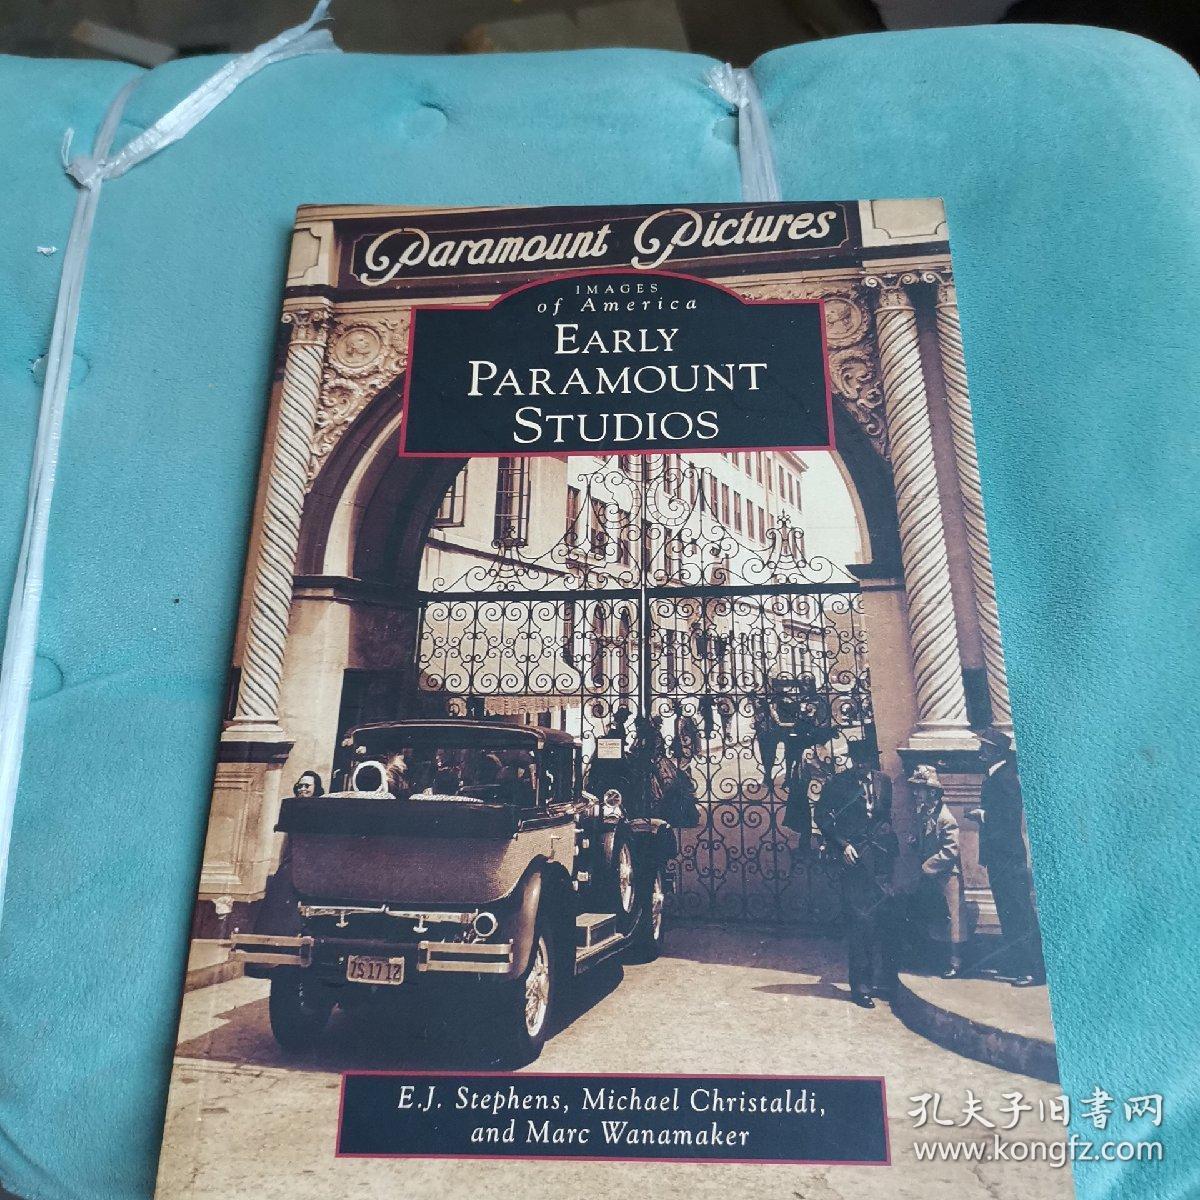 Paramount Pictures
IMAGES
of America
EARLY
PARAMOUNT
STUDIOS
7S 17 12
E.J. Stephens, Michael Christaldi,
and Marc Wanamaker
孔夫子旧书网
www.kongfz.com